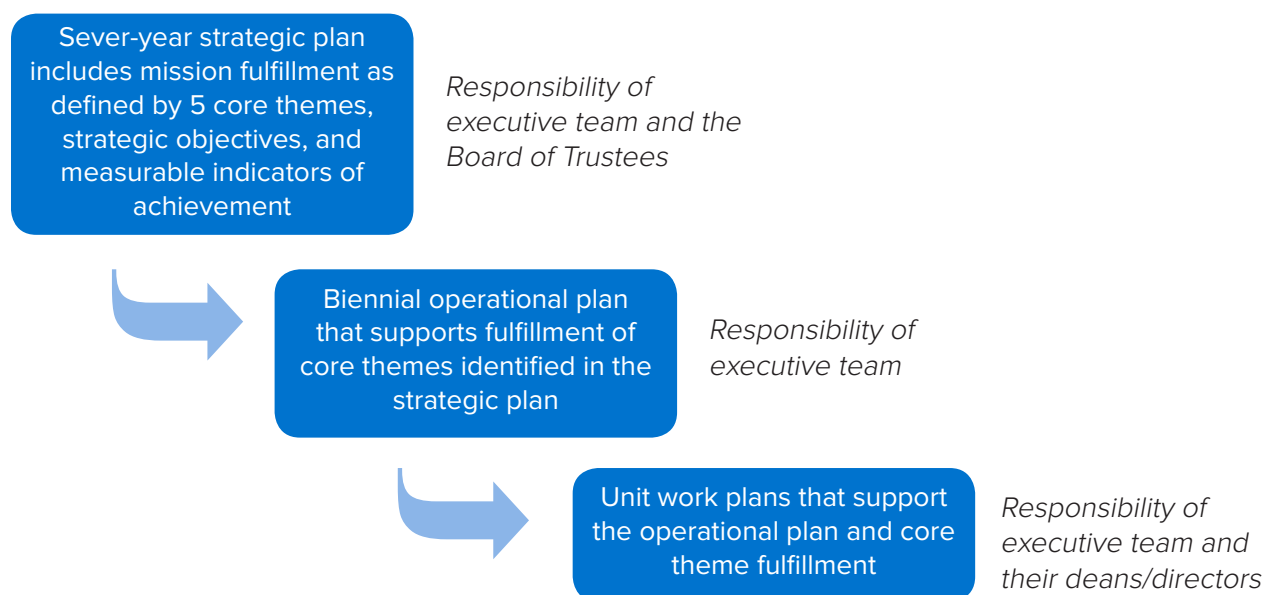 Sever-year strategic plan
includes mission fulfillment as
defined by 5 core themes,
strategic objectives, and
measurable indicators of
achievement
Responsibility of
executive team and the
Board of Trustees
Biennial operational plan
that supports fulfillment of
core themes identified in the
strategic plan
Responsibility of
executive team
Unit work plans that support
the operational plan and core
theme fulfillment
Responsibility of
executive team and
their deans/directors